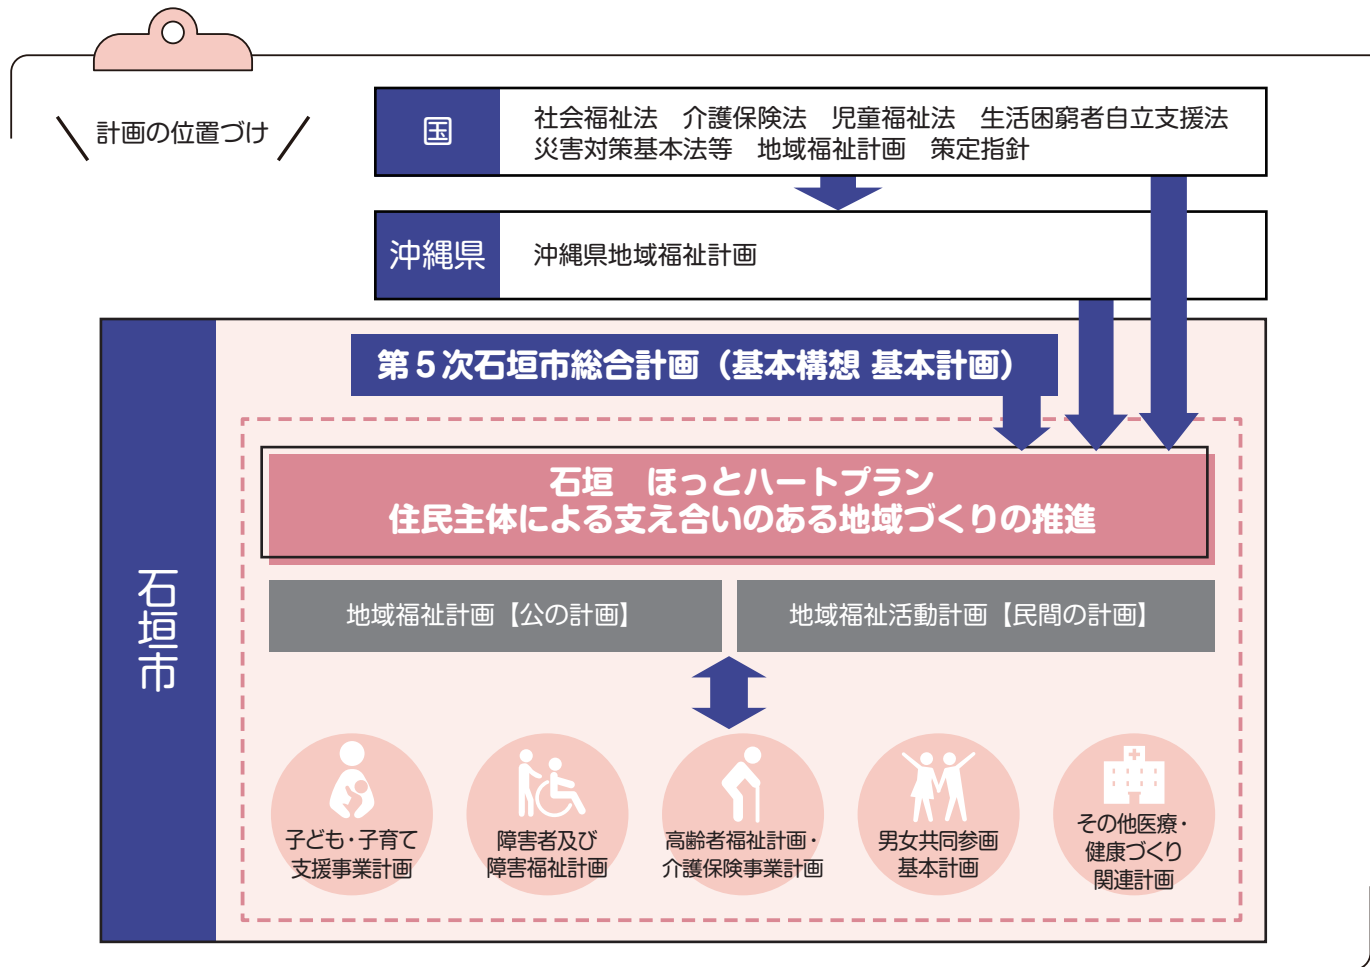 計画の位置づけ
国
社会福祉法　介護保険法　児童福祉法　生活困窮者自立支援法
災害対策基本法等　地域福祉計画　策定指針
沖縄県
沖縄県地域福祉計画
石垣市
第5次石垣市総合計画（基本構想 基本計画）
石垣　ほっとハートプラン
住民主体による支え合いのある地域づくりの推進
地域福祉計画【公の計画】
地域福祉活動計画【民間の計画】
子ども・子育て
支援事業計画
障害者及び
障害福祉計画
高齢者福祉計画・
介護保険事業計画
男女共同参画
基本計画
その他医療・
健康づくり
関連計画